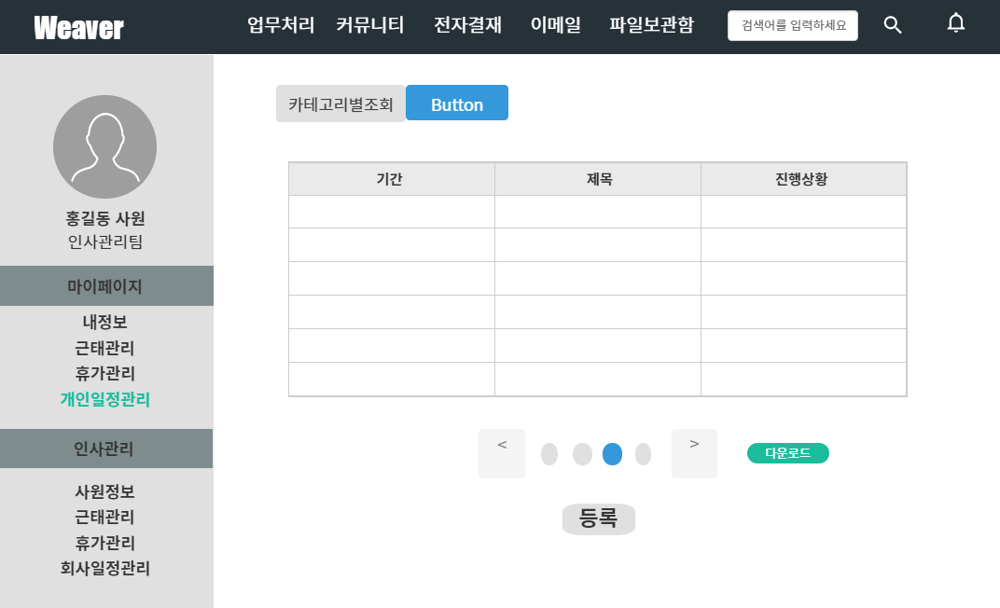 Weaver 업무처리 커뮤니티 전자결재 이메일 파일보관함 검색어를 입력하세요
홍길동 사원
인사관리팀
마이페이지
내정보
근태관리
휴가관리
개인일정관리
인사관리
사원정보
근태관리
휴가관리
회사일정관리
카테고리별조회 Button
기간 제목 진행상황
< > 다운로드
등록